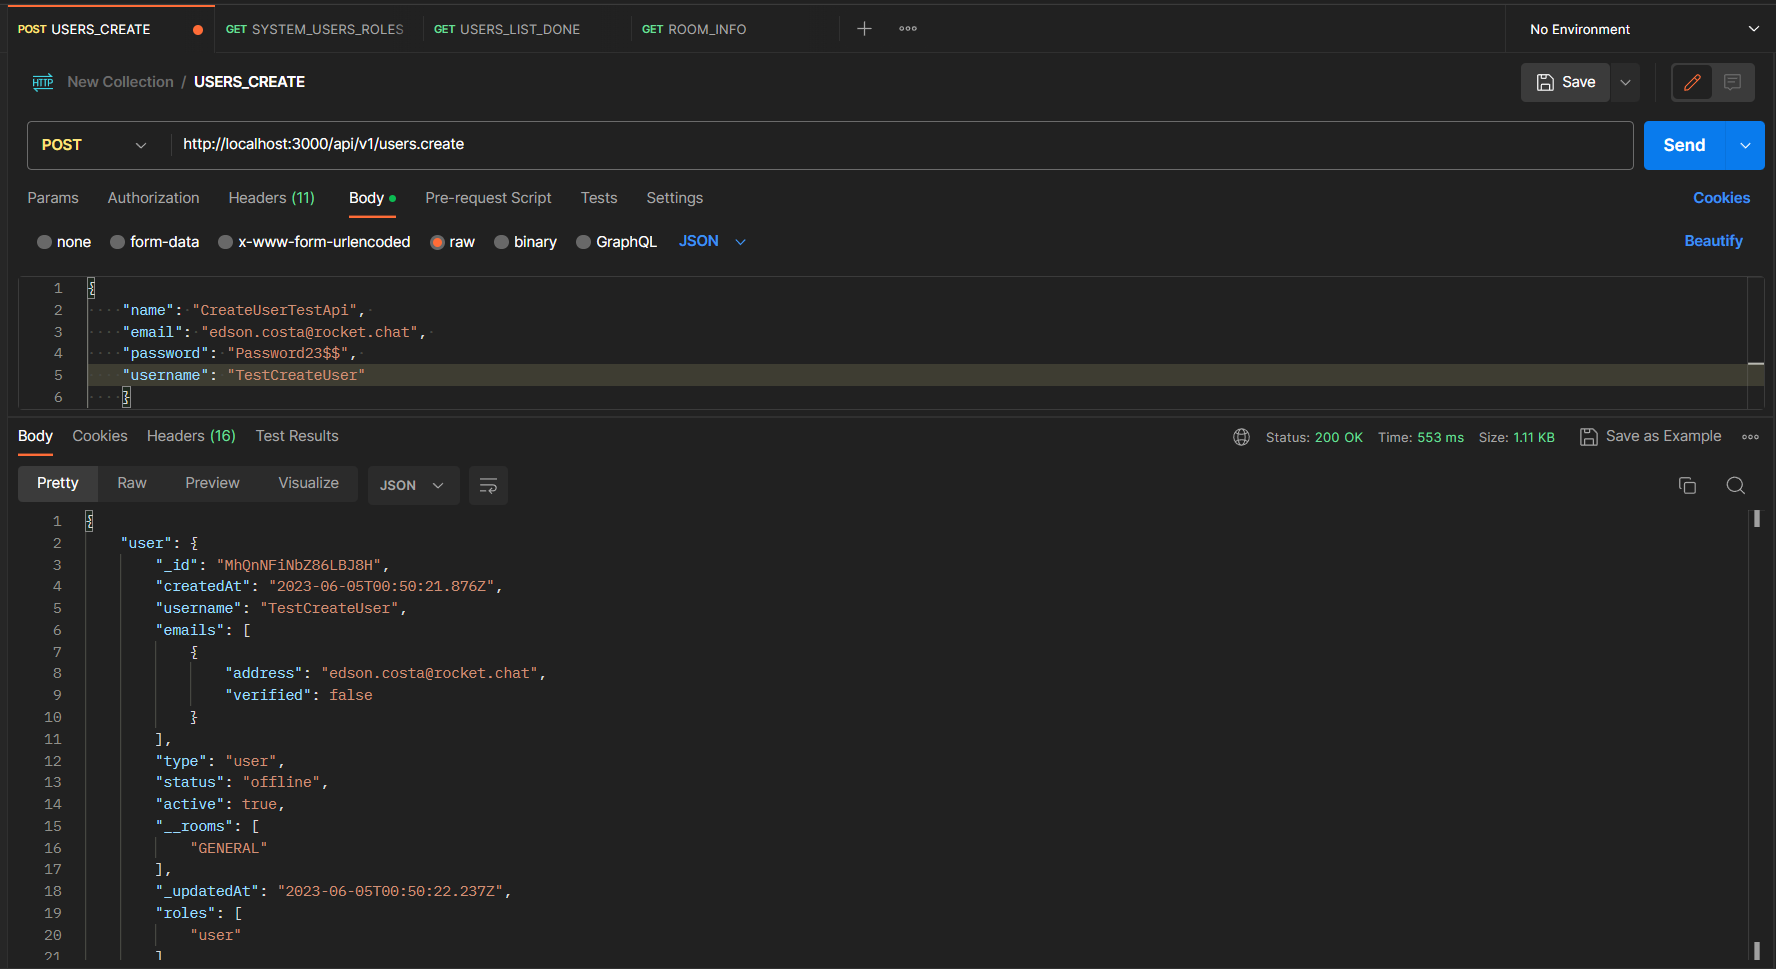 POST USERS_CREATE GET SYSTEM_USERS_ROLES GET USERS_LIST_DONE GET ROOM_INFO No Environment
HTTP New Collection / USERS_CREATE Save
POST http://localhost:3000/api/v1/users.create Send
Params Authorization Headers (11) Body Pre-request Script Tests Settings Cookies
none form-data x-www-form-urlencoded raw binary GraphQL JSON Beautify
1 {
2 "name": "CreateUserTestApi",
3 "email": "edson.costa@rocket.chat",
4 "password": "Password23$$",
5 "username": "TestCreateUser"
6 }
Body Cookies Headers (16) Test Results Status: 200 OK Time: 553 ms Size: 1.11 KB Save as Example
Pretty Raw Preview Visualize JSON
1 {
2 "user": {
3 "_id": "MhQnNFiNbZ86LBJ8H",
4 "createdAt": "2023-06-05T00:50:21.876Z",
5 "username": "TestCreateUser",
6 "emails": [
7 {
8 "address": "edson.costa@rocket.chat",
9 "verified": false
10 }
11 ],
12 "type": "user",
13 "status": "offline",
14 "active": true,
15 "__rooms": [
16 "GENERAL"
17 ],
18 "_updatedAt": "2023-06-05T00:50:22.237Z",
19 "roles": [
20 "user"
21 ]